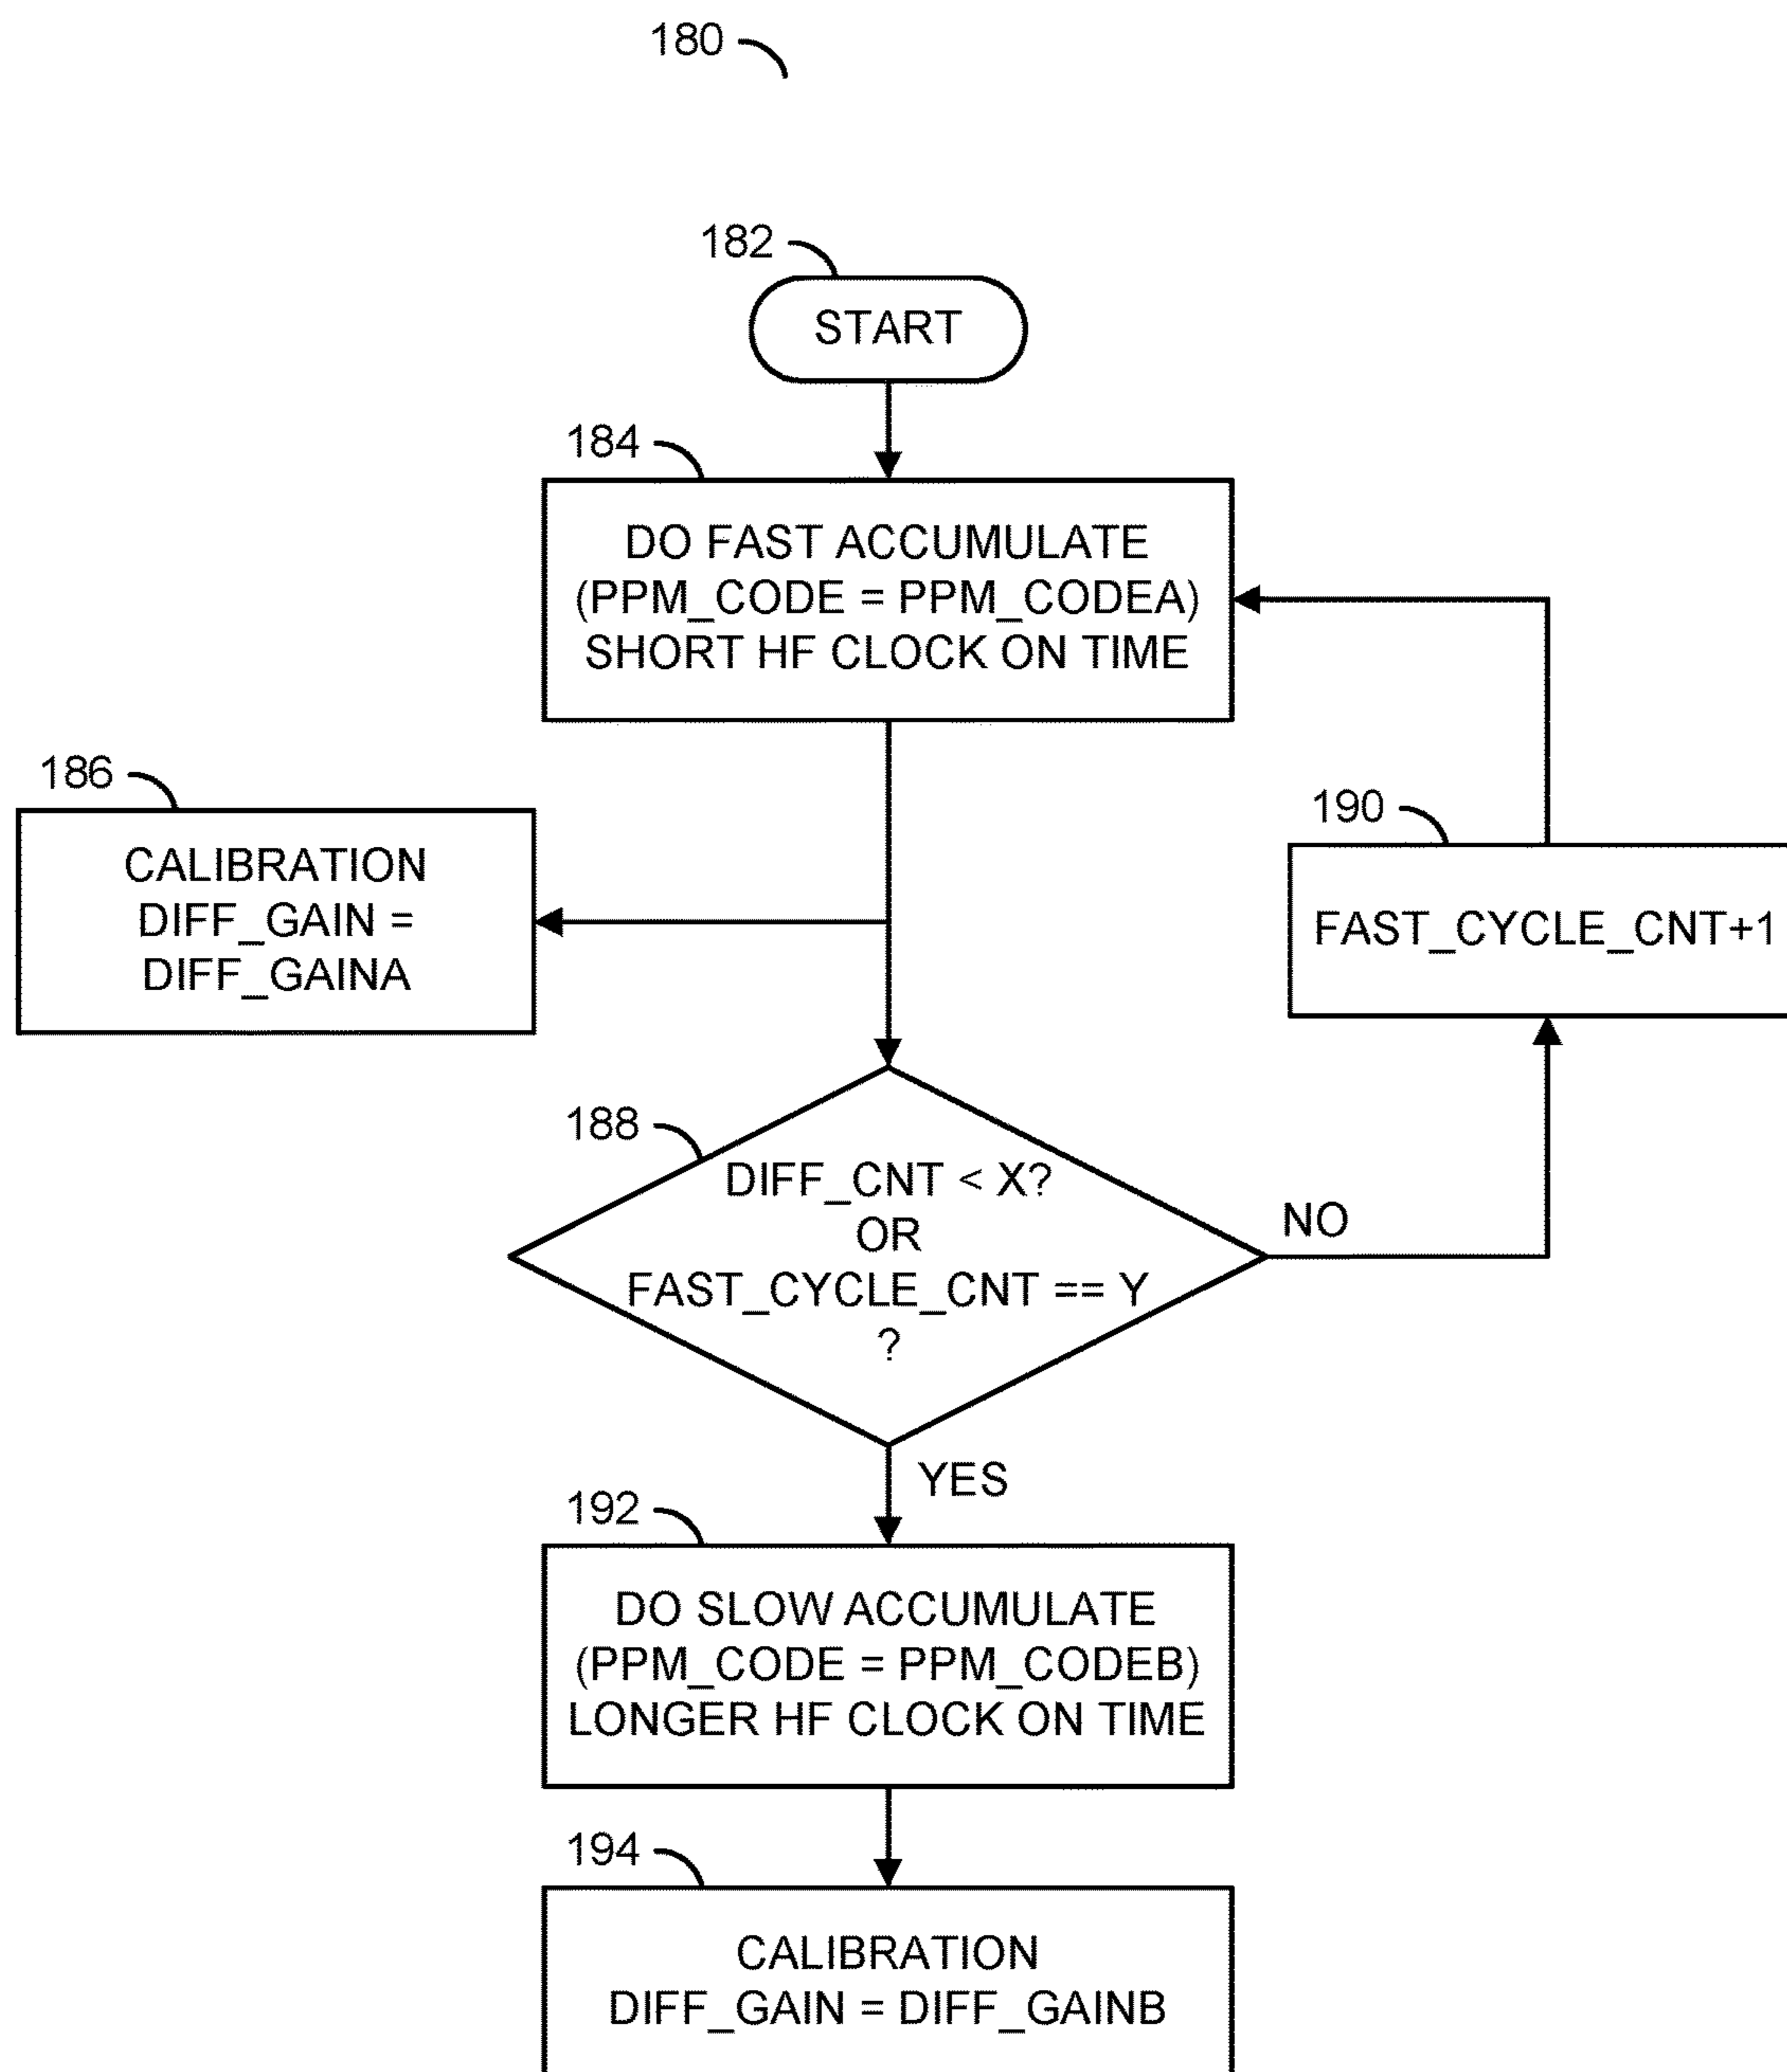 180
182
START
184
DO FAST ACCUMULATE
(PPM_CODE = PPM_CODEA)
SHORT HF CLOCK ON TIME
186
CALIBRATION
DIFF_GAIN =
DIFF_GAINA
190
FAST_CYCLE_CNT+1
188
DIFF_CNT < X?
OR
FAST_CYCLE_CNT == Y
?
NO
YES
192
DO SLOW ACCUMULATE
(PPM_CODE = PPM_CODEB)
LONGER HF CLOCK ON TIME
194
CALIBRATION
DIFF_GAIN = DIFF_GAINB